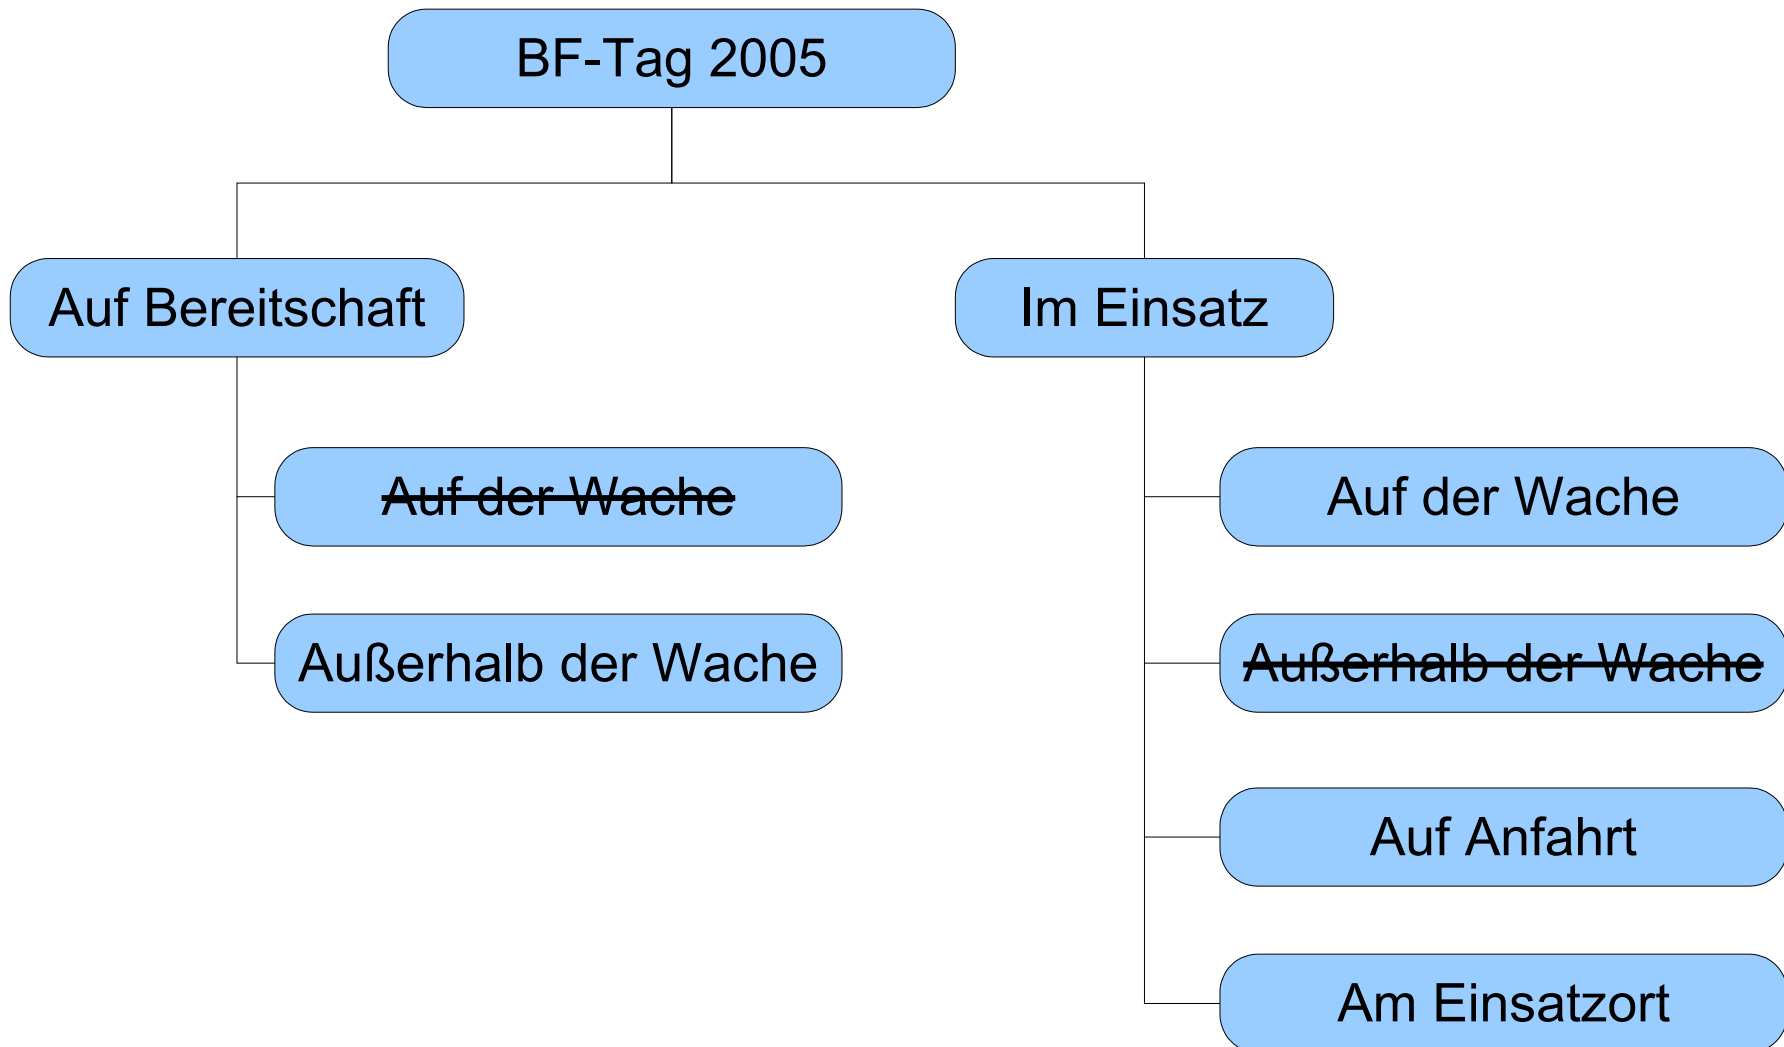 BF-Tag 2005
Auf Bereitschaft
Im Einsatz
Auf der Wache
Außerhalb der Wache
Auf der Wache
Außerhalb der Wache
Auf Anfahrt
Am Einsatzort